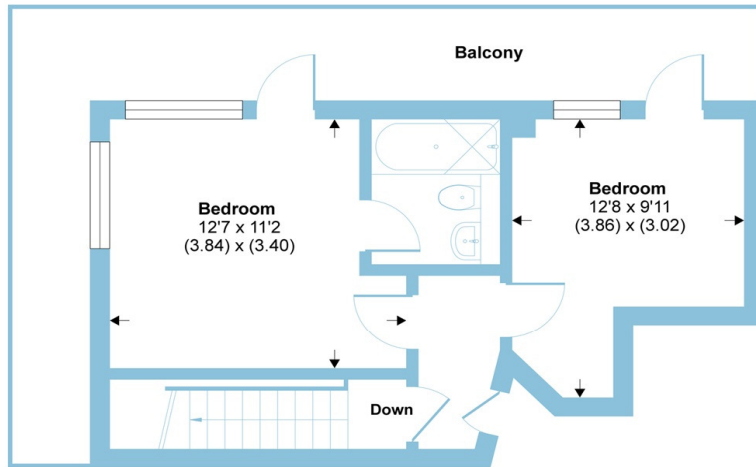 Balcony
Bedroom
12'7 x 11'2
(3.84) x (3.40)
Bedroom
12'8 x 9'11
(3.86 x (3.02)
Down